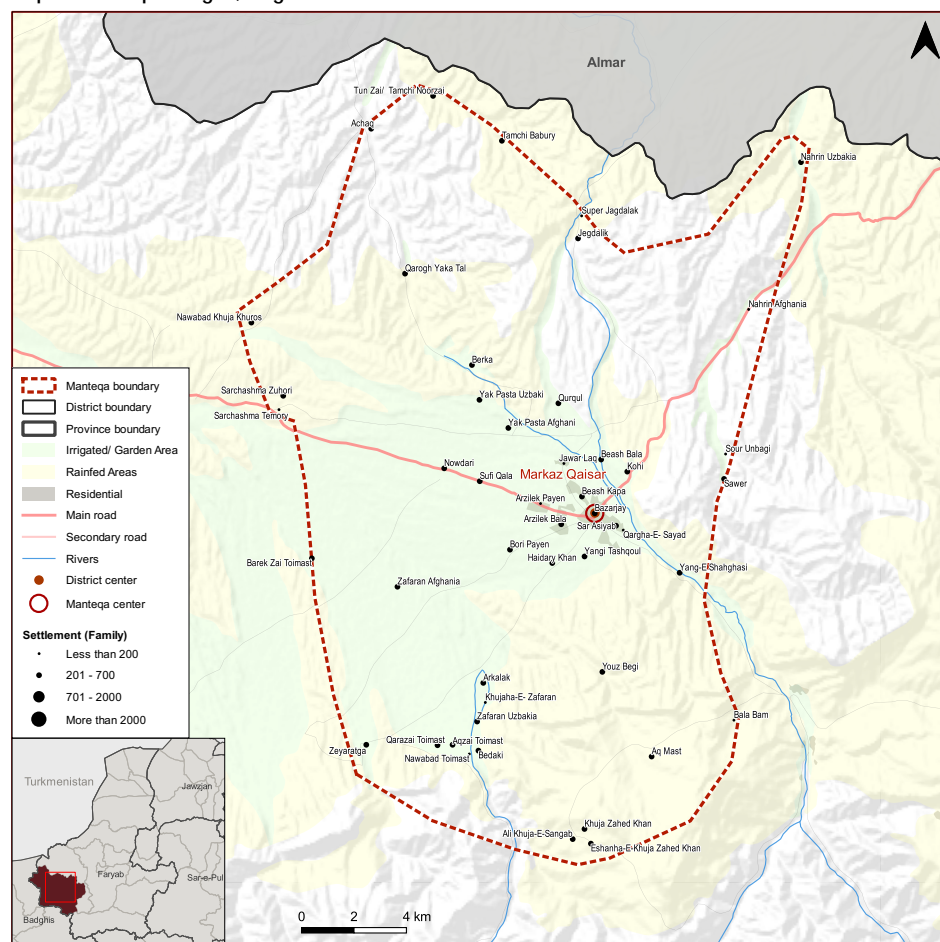 Almar
Tun Zai/ Tamchi Noorzai
Achaq
Tamchi Babury
Nahrin Uzbakia
Super Jagdalak
Jegdalik
Qarogh Yaka Tal
Nahrin Afghania
Nawabad Khuja Khuros
Berka
Sarchashma Zuhori
Yak Pasta Uzbaki
Qurqul
Sarchashma Temory
Yak Pasta Afghani
Sour Unbagi
Jawar Laq
Beash Bala
Nowdari
Kohi
Markaz Qaisar
Sufi Qala
Sawer
Beash Kapa
Arzilek Payen
Bazarjay
Arzilek Bala
Sar Asiyab
Qargha-E- Sayad
Bori Payen
Yangi Tashqoul
Barek Zai Toimast
Haidary Khan
Yang-E-Shahghasi
Zafaran Afghania
Youz Begi
Arkalak
Khujaha-E- Zafaran
Zafaran Uzbakia
Bala Bam
Qarazai Toimast
Aqzai Toimast
Zeyaratga
Nawabad Toimast
Bedaki
Aq Mast
Khuja Zahed Khan
Ali Khuja-E-Sangab
Eshanha-E-Khuja Zahed Khan
Manteqa boundary
District boundary
Province boundary
Irrigated/ Garden Area
Rainfed Areas
Residential
Main road
Secondary road
Rivers
District center
Manteqa center
Settlement (Family)
Less than 200
201 - 700
701 - 2000
More than 2000
Turkmenistan
Jawzjan
Faryab
Sar-e-Pul
Badghis
0 2 4 km